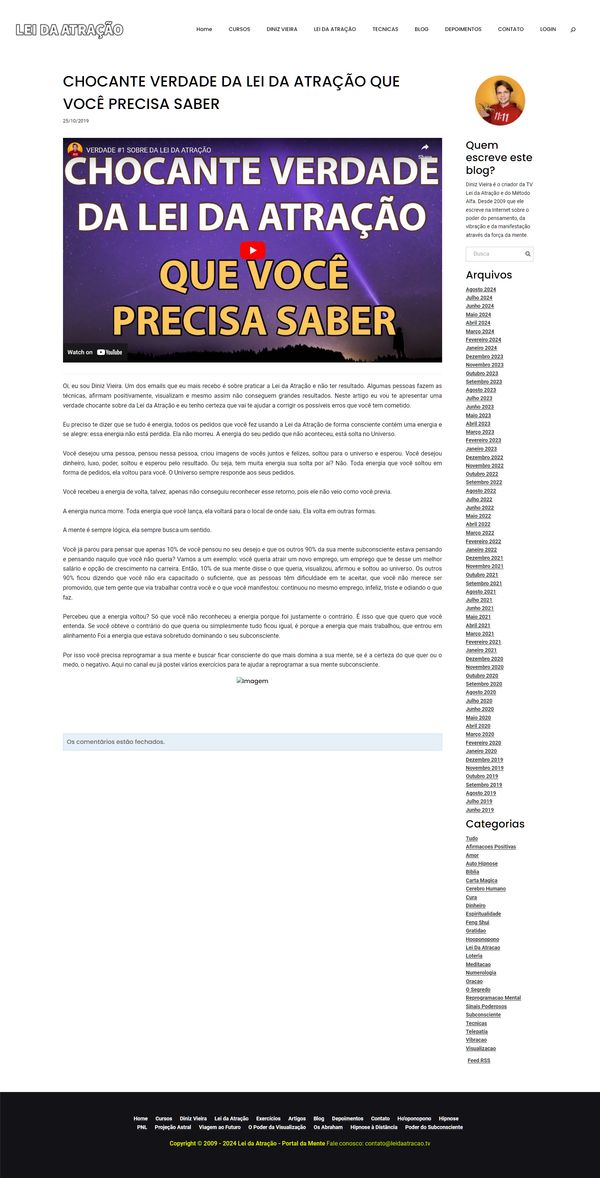 LEI DA ATRAÇÃO
Home CURSOS DINIZ VIEIRA LEI DA ATRAÇÃO TECNICAS BLOG DEPOIMENTOS CONTATO LOGIN
CHOCANTE VERDADE DA LEI DA ATRAÇÃO QUE
VOCÊ PRECISA SABER
25/10/2019
VERDADE #1 SOBRE DA LEI DA ATRAÇÃO
CHOCANTE VERDADE
DA LEI DA ATRAÇÃO
QUE VOCÊ
PRECISA SABER
Watch on YouTube
Oi, eu sou Diniz Vieira. Um dos emails que eu mais recebo é sobre praticar a Lei da Atração e não ter resultado. Algumas pessoas fazem as
técnicas, afirmam positivamente, visualizam e mesmo assim não conseguem grandes resultados. Neste artigo eu vou te apresentar uma
verdade chocante sobre da Lei da Atração e eu tenho certeza que vai te ajudar a corrigir os possíveis erros que você tem cometido.
Eu preciso te dizer que se tudo é energia, todos os pedidos que você fez usando a Lei da Atração de forma consciente contém uma energia e
se alegre: essa energia não está perdida. Ela não morreu. A energia do seu pedido que não aconteceu, está solta no Universo.
Você desejou uma pessoa, pensou nessa pessoa, criou imagens de vocês juntos e felizes, soltou para o universo e esperou. Você desejou
dinheiro, luxo, poder, soltou e esperou pelo resultado. Ou seja, tem muita energia sua solta por aí? Não. Toda energia que você soltou em
forma de pedidos, ela voltou para você. O Universo sempre responde aos seus pedidos.
Você recebeu a energia de volta, talvez, apenas não conseguiu reconhecer esse retorno, pois ele não veio como você previa.
A energia nunca morre. Toda energia que você lança, ela voltará para o local de onde saiu. Ela volta em outras formas.
A mente é sempre lógica, ela sempre busca um sentido.
Você já parou para pensar que apenas 10% de você pensou no seu desejo e que os outros 90% da sua mente subconsciente estava pensando
e pensando naquilo que você não queria? Vamos a um exemplo: você queria atrair um novo emprego, um emprego que te desse um melhor
salário e opção de crescimento na carreira. Então, 10% de sua mente disse o que queria, visualizou, afirmou e soltou ao universo. Os outros
90% ficou dizendo que você não era capacitado o suficiente, que as pessoas têm dificuldade em te aceitar, que você não merece ser
promovido, que tem gente que vai trabalhar contra você e o que você manifestou: continuou no mesmo emprego, infeliz, triste e odiando o que
faz.
Percebeu que a energia voltou? Só que você não reconheceu a energia porque foi justamente o contrário. É isso que que quero que você
entenda. Se você obteve o contrário do que queria ou simplesmente tudo ficou igual, é porque a energia que mais trabalhou, que entrou em
alinhamento Foi a energia que estava sobretudo dominando o seu subconsciente.
Por isso você precisa reprogramar a sua mente e buscar ficar consciente do que mais domina a sua mente, se é a certeza do que quer ou o
medo, o negativo. Aqui no canal eu já postei vários exercícios para te ajudar a reprogramar a sua mente subconsciente.
Imagem
Os comentários estão fechados.
11:11
Quem
escreve este
blog?
Diniz Vieira é o criador da TV
Lei da Atração e do Método
Alfa. Desde 2009 que ele
escreve na Internet sobre o
poder do pensamento, da
vibração e da manifestação
através da força da mente.
Busca
Arquivos
Agosto 2024
Julho 2024
Junho 2024
Maio 2024
Abril 2024
Março 2024
Fevereiro 2024
Janeiro 2024
Dezembro 2023
Novembro 2023
Outubro 2023
Setembro 2023
Agosto 2023
Julho 2023
Junho 2023
Maio 2023
Abril 2023
Março 2023
Fevereiro 2023
Janeiro 2023
Dezembro 2022
Novembro 2022
Outubro 2022
Setembro 2022
Agosto 2022
Julho 2022
Junho 2022
Maio 2022
Abril 2022
Março 2022
Fevereiro 2022
Janeiro 2022
Dezembro 2021
Novembro 2021
Outubro 2021
Setembro 2021
Agosto 2021
Julho 2021
Junho 2021
Maio 2021
Abril 2021
Março 2021
Fevereiro 2021
Janeiro 2021
Dezembro 2020
Novembro 2020
Outubro 2020
Setembro 2020
Agosto 2020
Julho 2020
Junho 2020
Maio 2020
Abril 2020
Março 2020
Fevereiro 2020
Janeiro 2020
Dezembro 2019
Novembro 2019
Outubro 2019
Setembro 2019
Agosto 2019
Julho 2019
Junho 2019
Categorias
Tudo
Afirmacoes Positivas
Amor
Auto Hipnose
Biblia
Carta Magica
Cerebro Humano
Cura
Dinheiro
Espiritualidade
Feng Shui
Gratidao
Hooponopono
Lei Da Atracao
Loteria
Meditacao
Numerologia
Oracao
O Segredo
Reprogramacao Mental
Sinais Poderosos
Subconsciente
Tecnicas
Telepatia
Vibracao
Visualizacao
Feed RSS
Home Cursos Diniz Vieira Lei da Atração Exercícios Artigos Blog Depoimentos Contato Ho'oponopono Hipnose
PNL Projeção Astral Viagem ao Futuro O Poder da Visualização Os Abraham Hipnose à Distância Poder do Subconsciente
Copyright © 2009 - 2024 Lei da Atração - Portal da Mente Fale conosco: contato@leidaatracao.tv